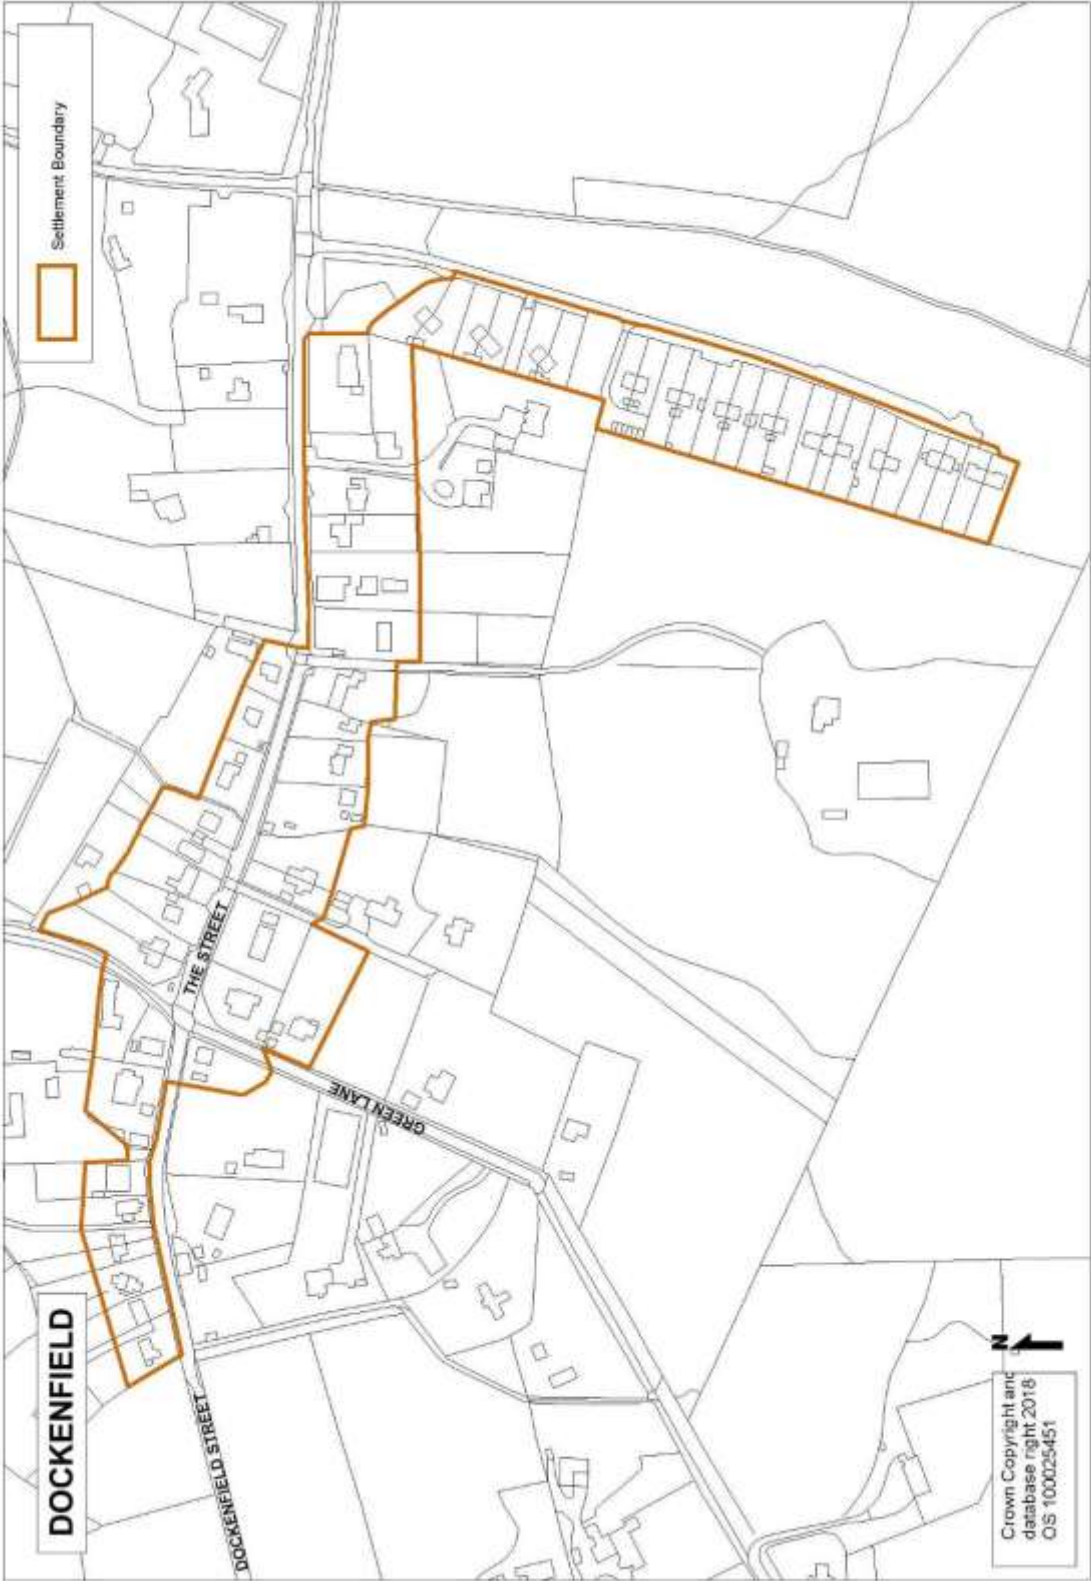 DOCKENFIELD
Settlement Boundary
DOCKENFIELD STREET
THE STREET
GREEN LANE
N
Crown Copyright and
database right 2018
OS 100025451